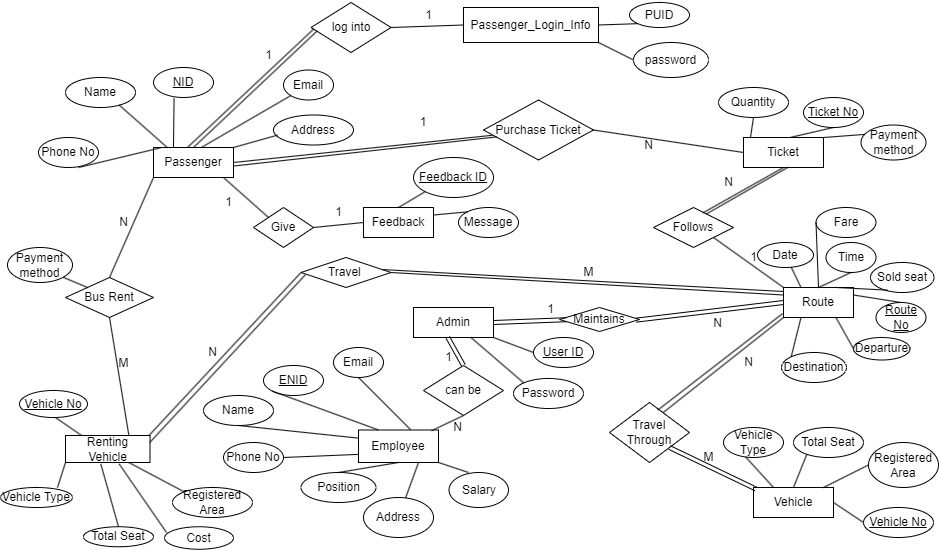 log into
1
Passenger_Login_Info
PUID
password
1
Name
NID
Email
Address
Phone No
Passenger
1
Purchase Ticket
N
Quantity
Ticket No
Payment
method
Ticket
N
Feedback ID
1
Give
1
Feedback
Message
Follows
1
N
Payment
method
Bus Rent
M
Travel
M
N
Date
Fare
Time
Sold seat
Route
Route
No
Departure
Destination
Admin
1
Maintains
N
User ID
Password
1
can be
N
N
ENID
Email
Name
Phone No
Employee
Position
Address
Salary
Vehicle No
Renting
Vehicle
Vehicle Type
Total Seat
Cost
Registered
Area
Travel
Through
M
Vehicle
Type
Total Seat
Registered
Area
Vehicle
Vehicle No